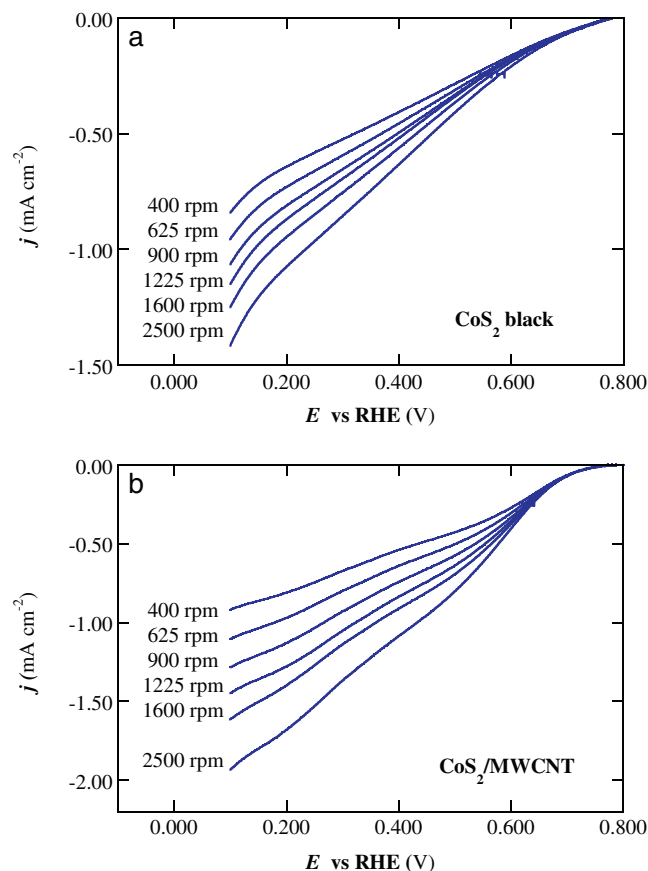 a
0.00
-0.50
-1.00
-1.50
j (mA cm⁻²)
400 rpm
625 rpm
900 rpm
1225 rpm
1600 rpm
2500 rpm
CoS₂ black
0.000 0.200 0.400 0.600 0.800
E vs RHE (V)
b
0.00
-0.50
-1.00
-1.50
-2.00
j (mA cm⁻²)
400 rpm
625 rpm
900 rpm
1225 rpm
1600 rpm
2500 rpm
CoS₂/MWCNT
0.000 0.200 0.400 0.600 0.800
E vs RHE (V)